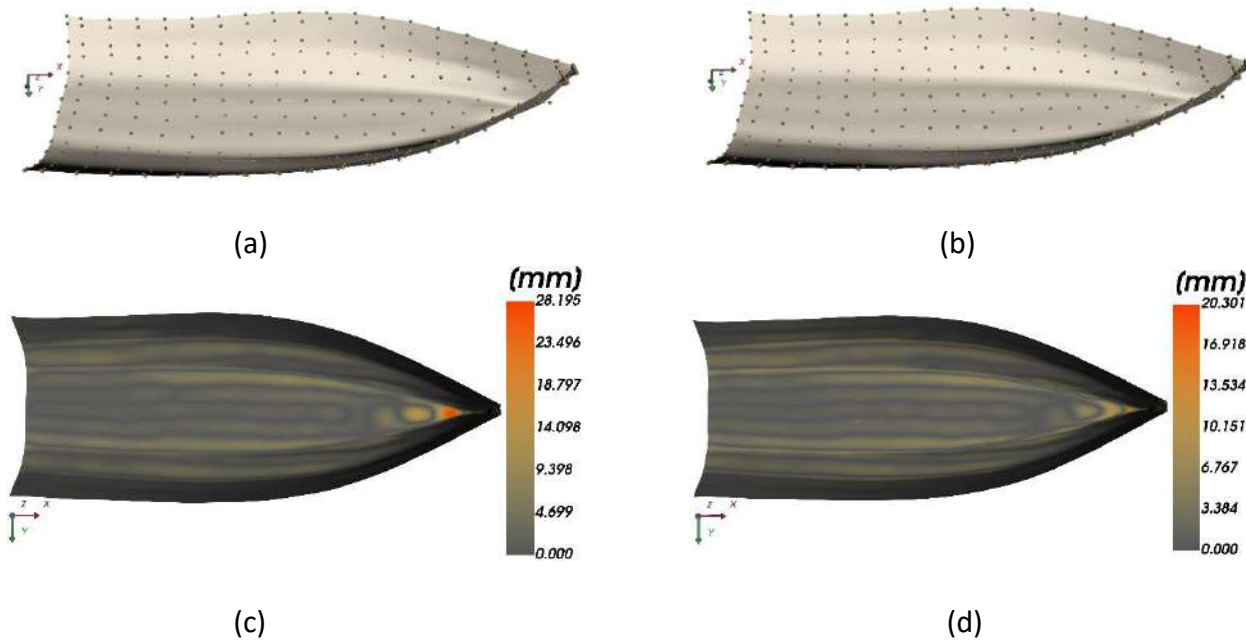 X
Y
X
Y
(a)
(b)
(mm)
28.195
23.496
18.797
14.098
9.398
4.699
0.000
Z X
Y
(mm)
20.301
16.918
13.534
10.151
6.767
3.384
0.000
Z X
Y
(c)
(d)